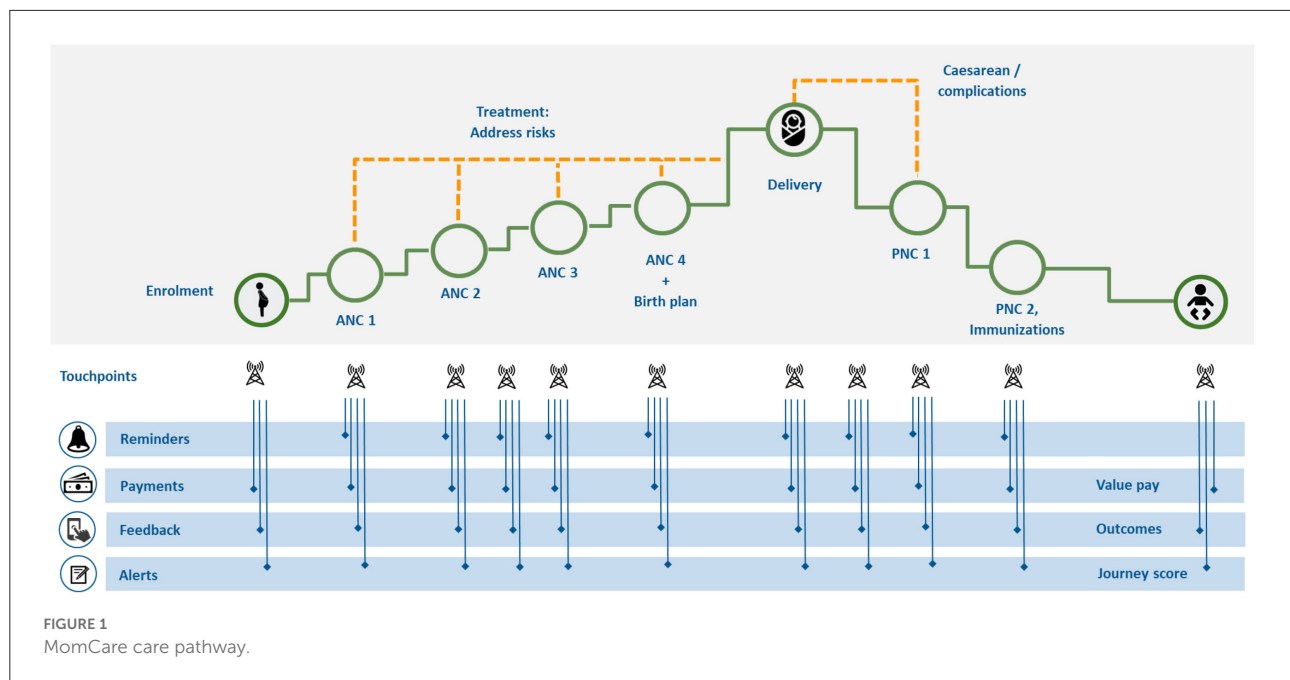 Caesarean /
complications
Treatment:
Address risks
Delivery
Enrolment
ANC 1
ANC 2
ANC 3
ANC 4
+
Birth plan
PNC 1
PNC 2,
Immunizations
Touchpoints
Reminders
Payments
Value pay
Feedback
Outcomes
Alerts
Journey score
FIGURE 1
MomCare care pathway.